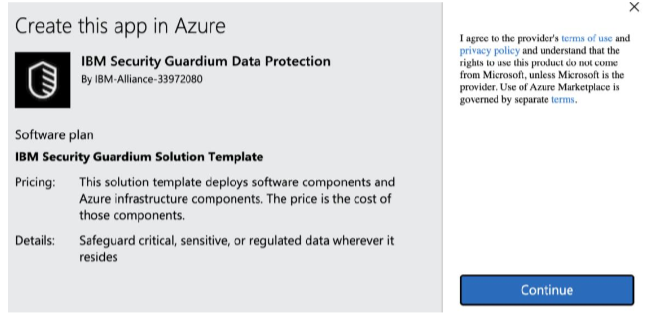 Create this app in Azure
IBM Security Guardium Data Protection
By IBM-Alliance-33972080
Software plan
IBM Security Guardium Solution Template
Pricing: This solution template deploys software components and
Azure infrastructure components. The price is the cost of
those components.
Details: Safeguard critical, sensitive, or regulated data wherever it
resides
I agree to the provider's terms of use and
privacy policy and understand that the
rights to use this product do not come
from Microsoft, unless Microsoft is the
provider. Use of Azure Marketplace is
governed by separate terms.
Continue